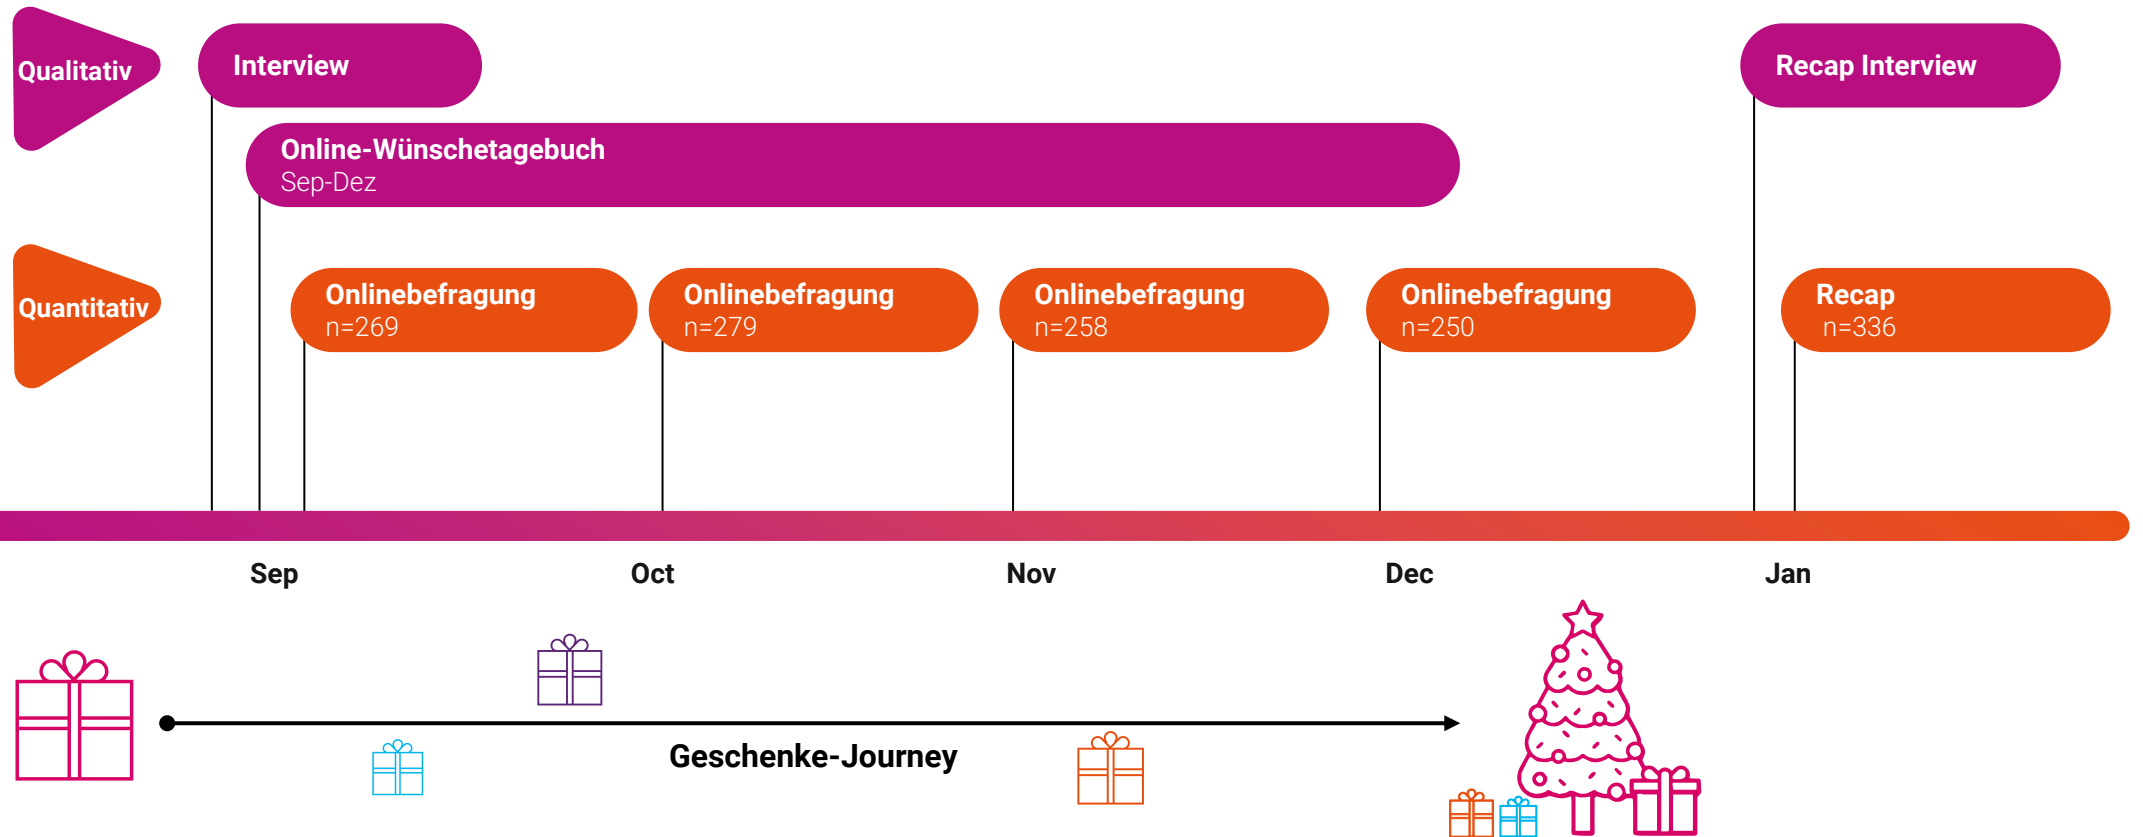 Qualitativ
Interview
Recap Interview
Online-Wünschetagebuch
Sep-Dez
Quantitativ
Onlinebefragung
n=269
Onlinebefragung
n=279
Onlinebefragung
n=258
Onlinebefragung
n=250
Recap
n=336
Sep
Oct
Nov
Dec
Jan
Geschenke-Journey